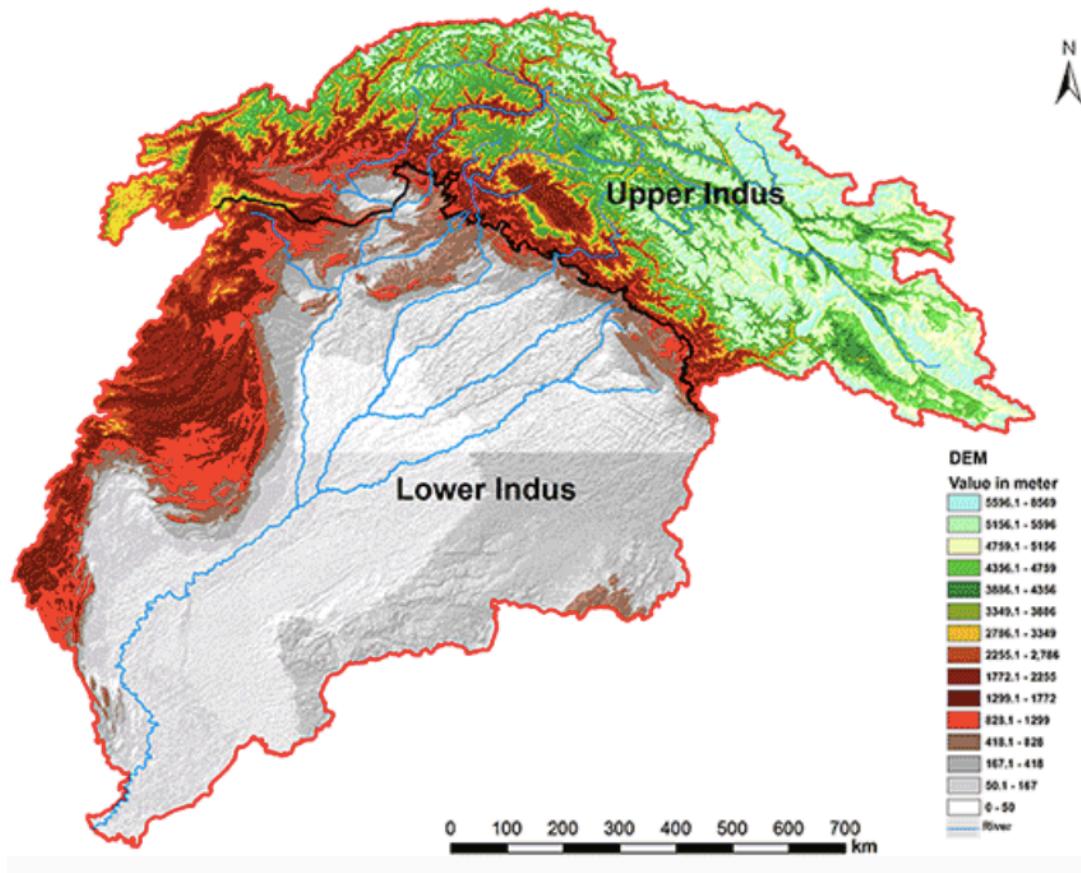 N
Upper Indus
Lower Indus
DEM
Value in meter
5596.1 - 8569
5156.1 - 5596
4759.1 - 5156
4356.1 - 4759
3886.1 - 4356
3349.1 - 3886
2786.1 - 3349
2255.1 - 2,786
1772.1 - 2255
1299.1 - 1772
828.1 - 1299
418.1 - 828
167.1 - 418
50.1 - 167
0 - 50
River
0 100 200 300 400 500 600 700
km